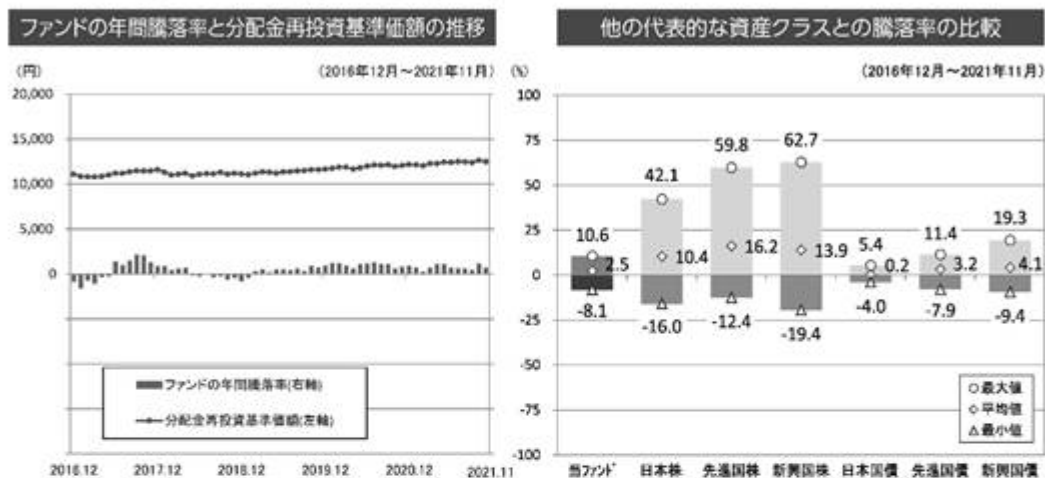 ファンドの年間騰落率と分配金再投資基準価額の推移
(円)
(2016年12月～2021年11月)
20,000
15,000
10,000
5,000
0
ファンドの年間騰落率(右軸)
分配金再投資基準価額(左軸)
2016.12
2017.12
2018.12
2019.12
2020.12
2021.11
他の代表的な資産クラスとの騰落率の比較
(%)
(2016年12月～2021年11月)
100
75
50
25
0
-25
-50
-75
-100
10.6
2.5
-8.1
42.1
10.4
-16.0
59.8
16.2
-12.4
62.7
13.9
-19.4
5.4
0.2
-4.0
11.4
3.2
-7.9
19.3
4.1
-9.4
最大値
平均値
最小値
当ファンド
日本株
先進国株
新興国株
日本国債
先進国債
新興国債